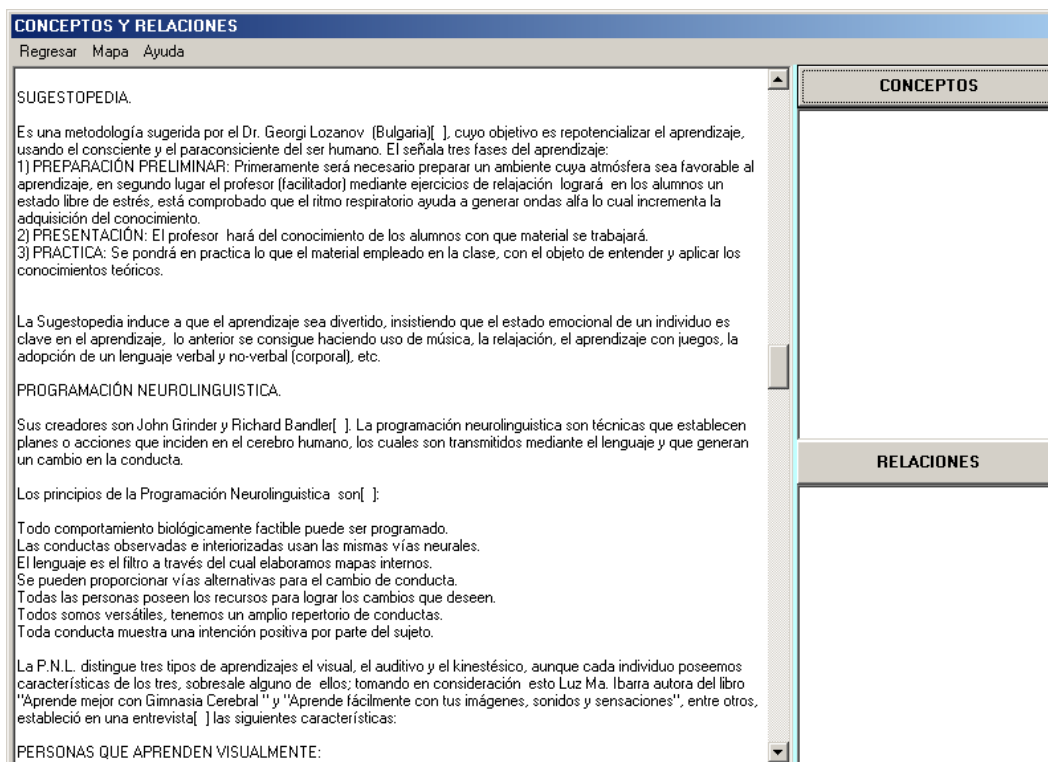 CONCEPTOS Y RELACIONES
Regresar Mapa Ayuda
SUGESTOPEDIA.
Es una metodología sugerida por el Dr. Georgi Lozanov (Bulgaria)[ ], cuyo objetivo es repotencializar el aprendizaje,
usando el consciente y el paraconsiciente del ser humano. El señala tres fases del aprendizaje:
1) PREPARACIÓN PRELIMINAR: Primeramente será necesario preparar un ambiente cuya atmósfera sea favorable al
aprendizaje, en segundo lugar el profesor (facilitador) mediante ejercicios de relajación logrará en los alumnos un
estado libre de estrés, está comprobado que el ritmo respiratorio ayuda a generar ondas alfa lo cual incrementa la
adquisición del conocimiento.
2) PRESENTACIÓN: El profesor hará del conocimiento de los alumnos con que material se trabajará.
3) PRACTICA: Se pondrá en practica lo que el material empleado en la clase, con el objeto de entender y aplicar los
conocimientos teóricos.
La Sugestopedia induce a que el aprendizaje sea divertido, insistiendo que el estado emocional de un individuo es
clave en el aprendizaje, lo anterior se consigue haciendo uso de música, la relajación, el aprendizaje con juegos, la
adopción de un lenguaje verbal y no-verbal (corporal), etc.
PROGRAMACIÓN NEUROLINGUISTICA.
Sus creadores son John Grinder y Richard Bandler[ ]. La programación neurolinguistica son técnicas que establecen
planes o acciones que inciden en el cerebro humano, los cuales son transmitidos mediante el lenguaje y que generan
un cambio en la conducta.
Los principios de la Programación Neurolinguistica son[ ]:
Todo comportamiento biológicamente factible puede ser programado.
Las conductas observadas e interiorizadas usan las mismas vías neurales.
El lenguaje es el filtro a través del cual elaboramos mapas internos.
Se pueden proporcionar vías alternativas para el cambio de conducta.
Todas las personas poseen los recursos para lograr los cambios que deseen.
Todos somos versátiles, tenemos un amplio repertorio de conductas.
Toda conducta muestra una intención positiva por parte del sujeto.
La P.N.L. distingue tres tipos de aprendizajes el visual, el auditivo y el kinestésico, aunque cada individuo poseemos
características de los tres, sobresale alguno de ellos; tomando en consideración esto Luz Ma. Ibarra autora del libro
"Aprende mejor con Gimnasia Cerebral " y "Aprende fácilmente con tus imágenes, sonidos y sensaciones", entre otros,
estableció en una entrevista[ ] las siguientes características:
PERSONAS QUE APRENDEN VISUALMENTE:
CONCEPTOS
RELACIONES